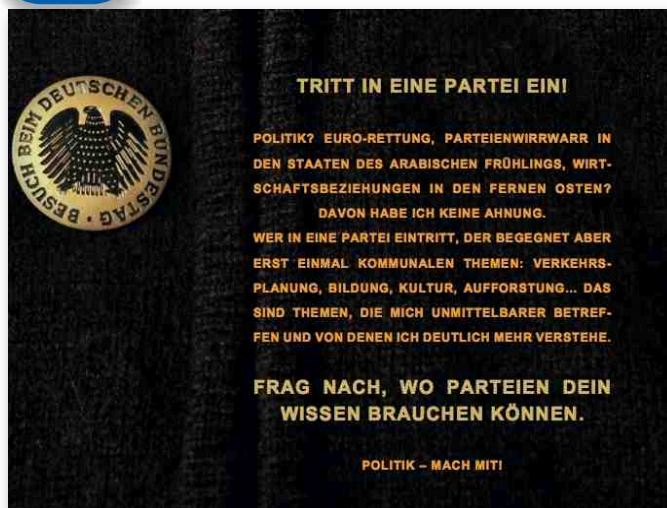 BESUCH BEIM DEUTSCHEN BUNDESTAG •
TRITT IN EINE PARTEI EIN!
POLITIK? EURO-RETTUNG, PARTEIENWIRRWARR IN
DEN STAATEN DES ARABISCHEN FRÜHLINGS, WIRT-
SCHAFTSBEZIEHUNGEN IN DEN FERNEN OSTEN?
DAVON HABE ICH KEINE AHNUNG.
WER IN EINE PARTEI EINTRITT, DER BEGEGNET ABER
ERST EINMAL KOMMUNALEN THEMEN: VERKEHRS-
PLANUNG, BILDUNG, KULTUR, AUFFORSTUNG... DAS
SIND THEMEN, DIE MICH UNMITTELBARER BETREF-
FEN UND VON DENEN ICH DEUTLICH MEHR VERSTEHE.
FRAG NACH, WO PARTEIEN DEIN
WISSEN BRAUCHEN KÖNNEN.
POLITIK – MACH MIT!